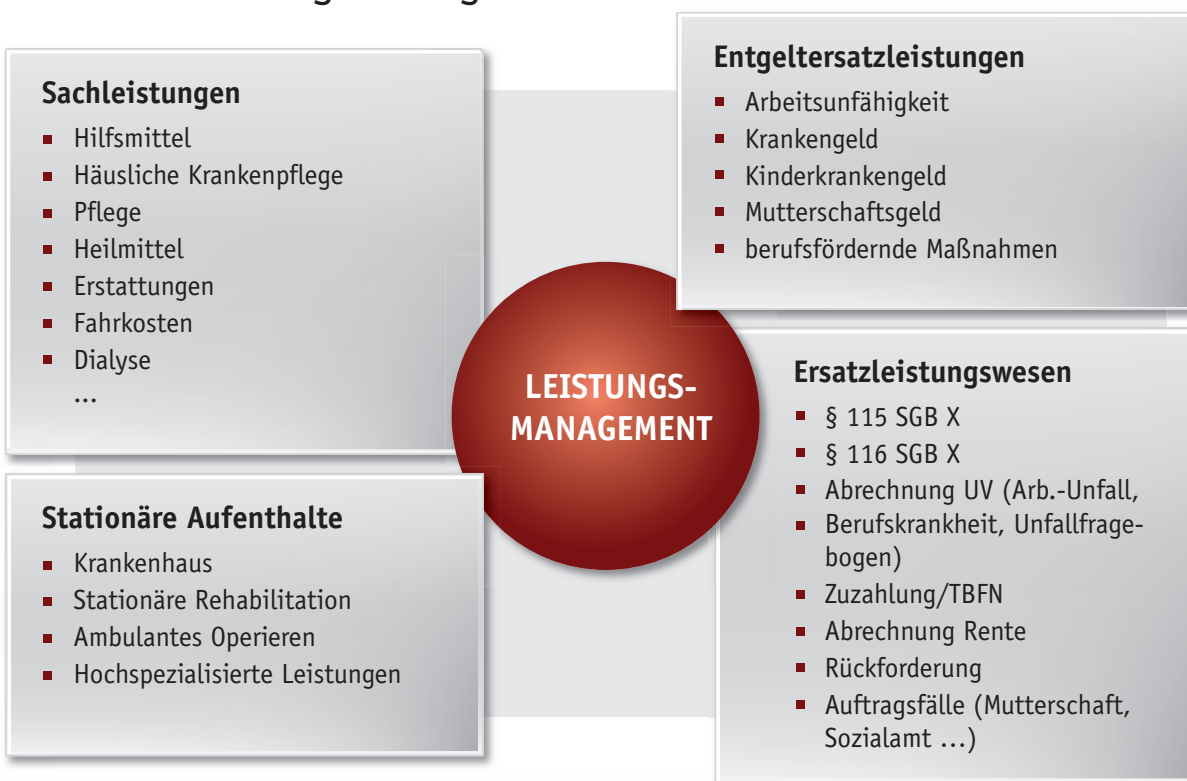 Sachleistungen
▪ Hilfsmittel
▪ Häusliche Krankenpflege
▪ Pflege
▪ Heilmittel
▪ Erstattungen
▪ Fahrkosten
▪ Dialyse
…
Entgeltersatzleistungen
▪ Arbeitsunfähigkeit
▪ Krankengeld
▪ Kinderkrankengeld
▪ Mutterschaftsgeld
▪ berufsfördernde Maßnahmen
LEISTUNGS-
MANAGEMENT
Stationäre Aufenthalte
▪ Krankenhaus
▪ Stationäre Rehabilitation
▪ Ambulantes Operieren
▪ Hochspezialisierte Leistungen
Ersatzleistungswesen
▪ § 115 SGB X
▪ § 116 SGB X
▪ Abrechnung UV (Arb.-Unfall,
▪ Berufskrankheit, Unfallfrage-
bogen)
▪ Zuzahlung/TBFN
▪ Abrechnung Rente
▪ Rückforderung
▪ Auftragsfälle (Mutterschaft,
Sozialamt …)